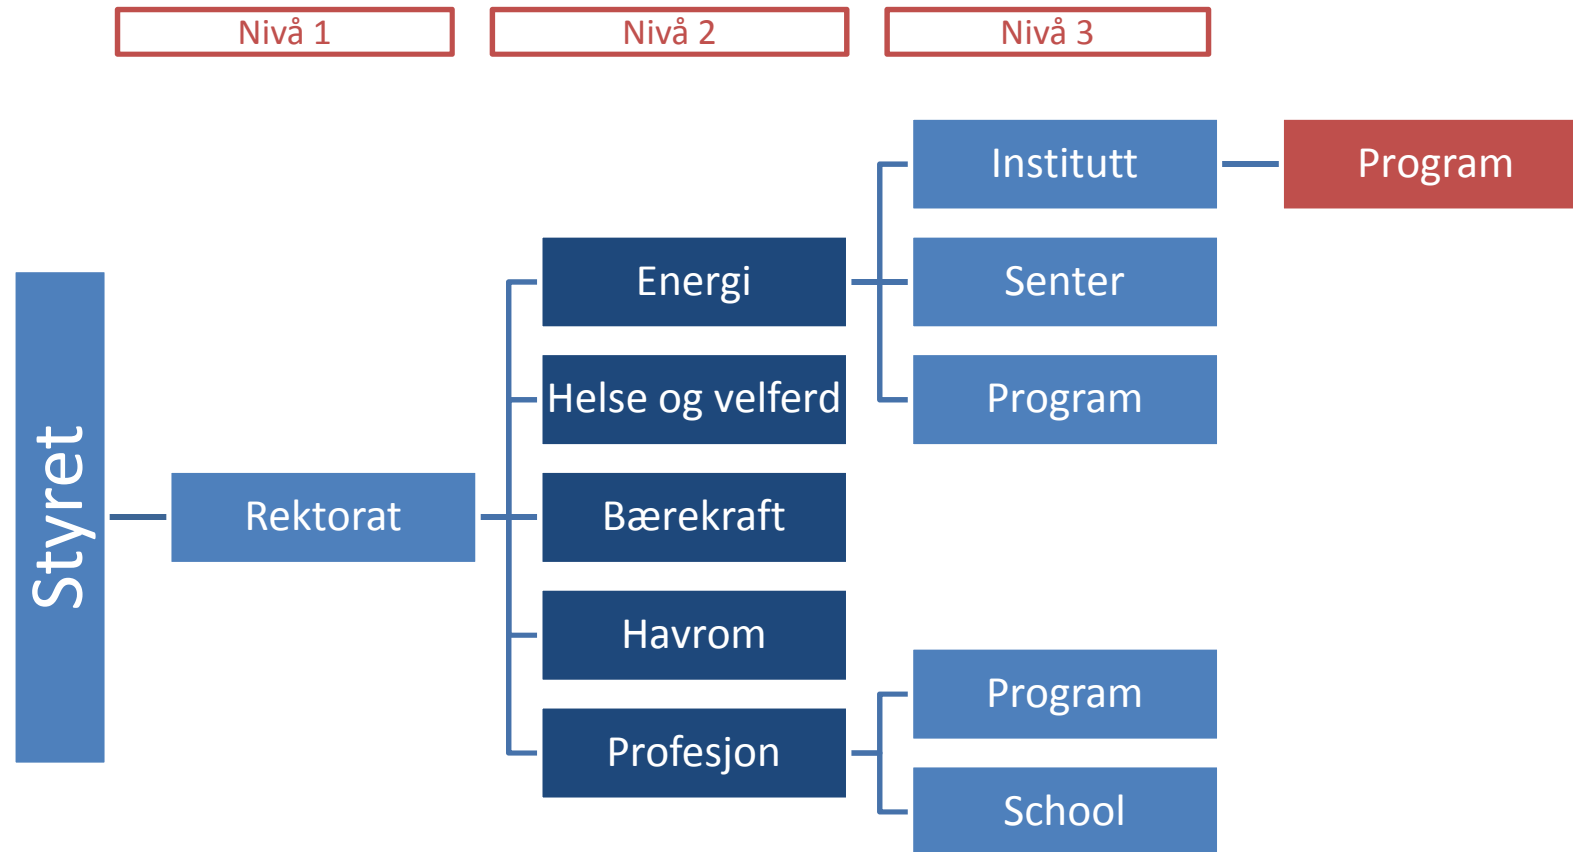 Nivå 1
Nivå 2
Nivå 3
Styret
Rektorat
Energi
Helse og velferd
Bærekraft
Havrom
Profesjon
Institutt
Senter
Program
Program
School
Program